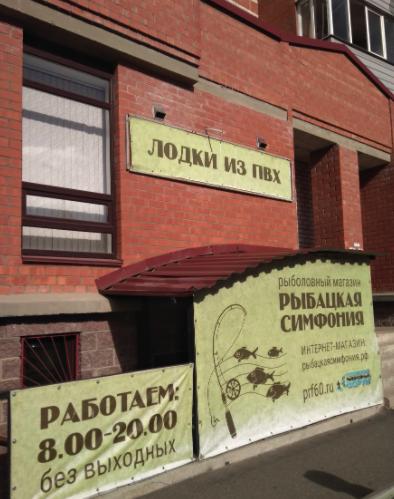 ЛОДКИ ИЗ ПВХ
рыболовный магазин
РЫБАЦКАЯ
СИМФОНИЯ
ИНТЕРНЕТ-МАГАЗИН:
рыбацкаясимфония.рф
prf60.ru
РАБОТАЕМ:
8.00-20.00
без выходных